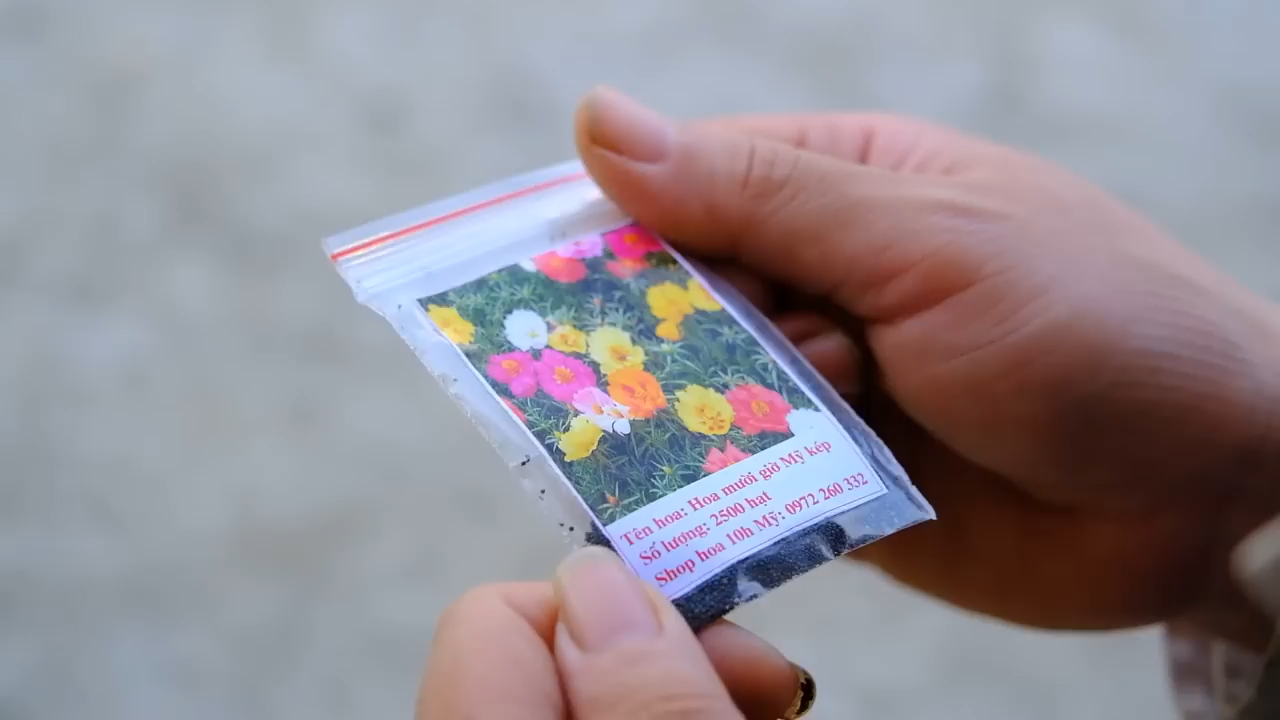 Tên hoa: Hoa mười giờ Mỹ kép
Số lượng: 2500 hạt
Shop hoa 10h Mỹ: 0972 260 332